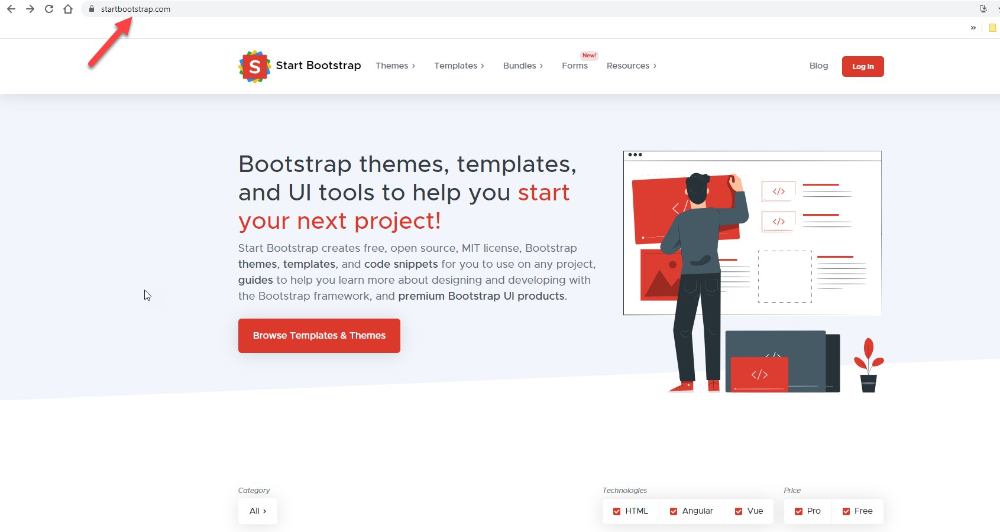 startbootstrap.com
»
S Start Bootstrap Themes › Templates › Bundles › Forms New! Resources › Blog Log In
Bootstrap themes, templates,
and UI tools to help you start
your next project!
Start Bootstrap creates free, open source, MIT license, Bootstrap
themes, templates, and code snippets for you to use on any project,
guides to help you learn more about designing and developing with
the Bootstrap framework, and premium Bootstrap UI products.
Browse Templates & Themes
</>
</>
</>
</>
Category
All ›
Technologies
HTML Angular Vue
Price
Pro Free